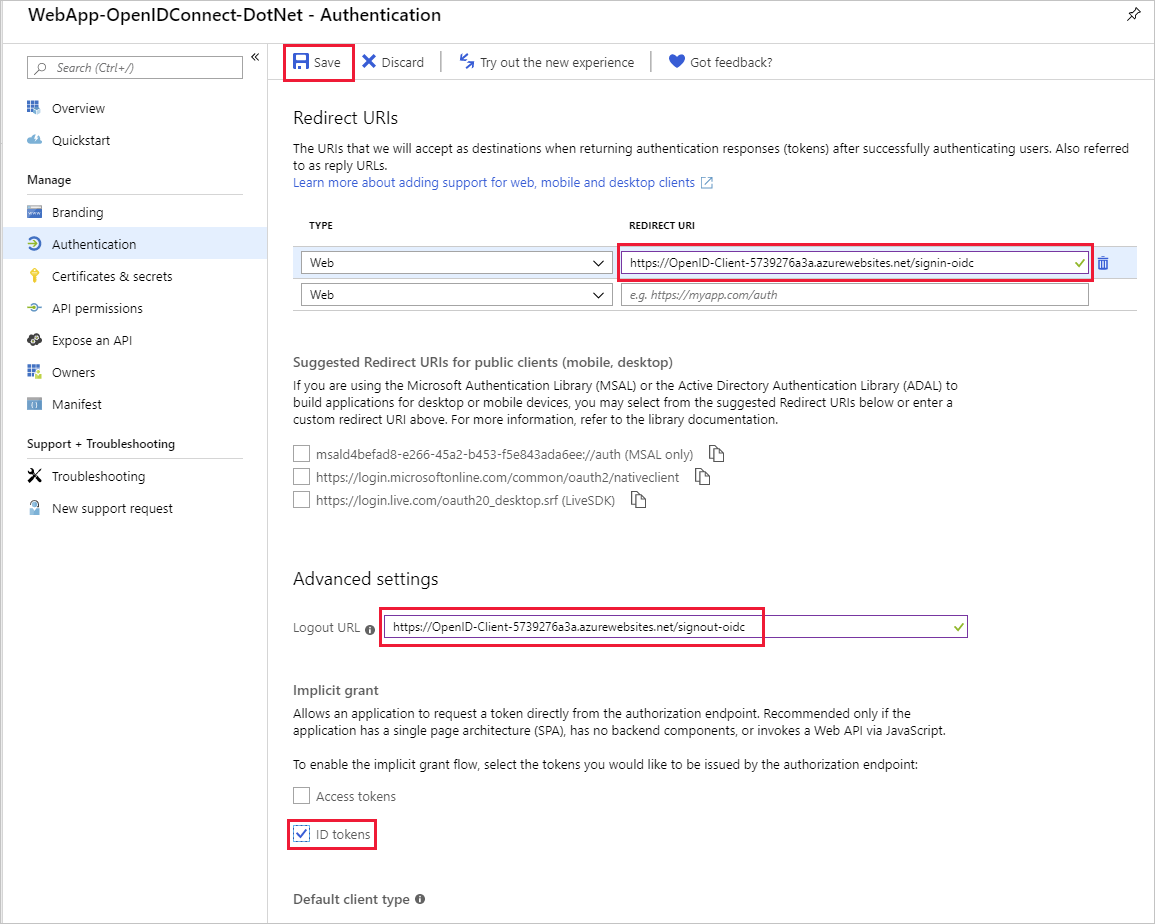 WebApp-OpenIDConnect-DotNet - Authentication
Search (Ctrl+/)
«
Overview
Quickstart
Manage
Branding
Authentication
Certificates & secrets
API permissions
Expose an API
Owners
Manifest
Support + Troubleshooting
Troubleshooting
New support request
Save
Discard
Try out the new experience
Got feedback?
Redirect URIs
The URIs that we will accept as destinations when returning authentication responses (tokens) after successfully authenticating users. Also referred
to as reply URLs.
Learn more about adding support for web, mobile and desktop clients
TYPE REDIRECT URI
Web https://OpenID-Client-5739276a3a.azurewebsites.net/signin-oidc
Web e.g. https://myapp.com/auth
Suggested Redirect URIs for public clients (mobile, desktop)
If you are using the Microsoft Authentication Library (MSAL) or the Active Directory Authentication Library (ADAL) to
build applications for desktop or mobile devices, you may select from the suggested Redirect URIs below or enter a
custom redirect URI above. For more information, refer to the library documentation.
msald4befad8-e266-45a2-b453-f5e843ada6ee://auth (MSAL only)
https://login.microsoftonline.com/common/oauth2/nativeclient
https://login.live.com/oauth20_desktop.srf (LiveSDK)
Advanced settings
Logout URL https://OpenID-Client-5739276a3a.azurewebsites.net/signout-oidc
Implicit grant
Allows an application to request a token directly from the authorization endpoint. Recommended only if the
application has a single page architecture (SPA), has no backend components, or invokes a Web API via JavaScript.
To enable the implicit grant flow, select the tokens you would like to be issued by the authorization endpoint:
Access tokens
ID tokens
Default client type